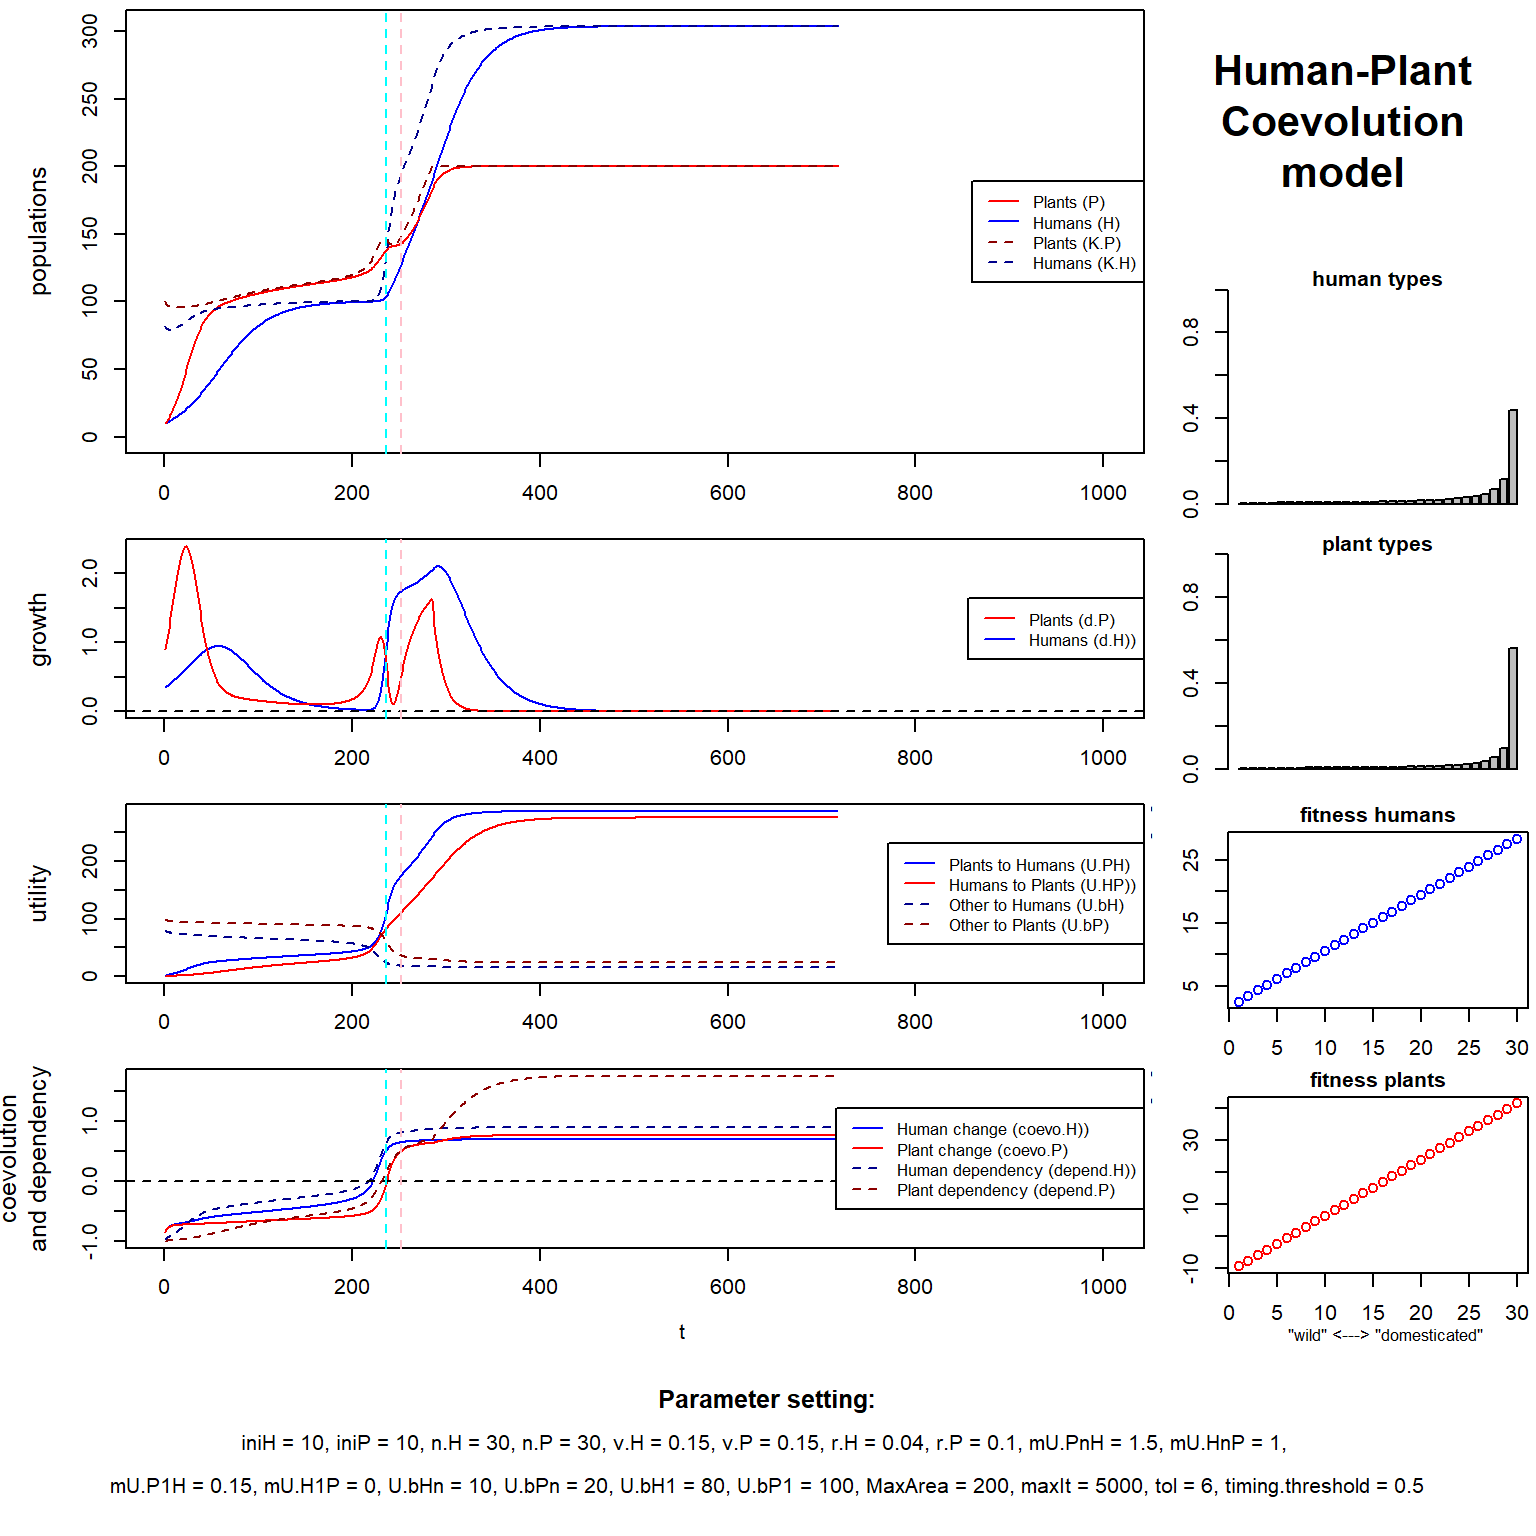 Human-Plant
Coevolution
model
populations
0
50
100
150
200
250
300
0 200 400 600 800 1000
Plants (P)
Humans (H)
Plants (K.P)
Humans (K.H)
human types
0.0
0.4
0.8
growth
0.0
1.0
2.0
0 200 400 600 800 1000
Plants (d.P)
Humans (d.H))
plant types
0.0
0.4
0.8
utility
0
100
200
0 200 400 600 800 1000
Plants to Humans (U.PH)
Humans to Plants (U.HP))
Other to Humans (U.bH)
Other to Plants (U.bP)
fitness humans
5
15
25
0 5 10 15 20 25 30
coevolution
and dependency
-1.0
0.0
1.0
0 200 400 600 800 1000
t
Human change (coevo.H))
Plant change (coevo.P)
Human dependency (depend.H))
Plant dependency (depend.P)
fitness plants
-10
10
30
0 5 10 15 20 25 30
"wild" <---> "domesticated"
Parameter setting:
iniH = 10, iniP = 10, n.H = 30, n.P = 30, v.H = 0.15, v.P = 0.15, r.H = 0.04, r.P = 0.1, mU.PnH = 1.5, mU.HnP = 1,
mU.P1H = 0.15, mU.H1P = 0, U.bHn = 10, U.bPn = 20, U.bH1 = 80, U.bP1 = 100, MaxArea = 200, maxIt = 5000, tol = 6, timing.threshold = 0.5